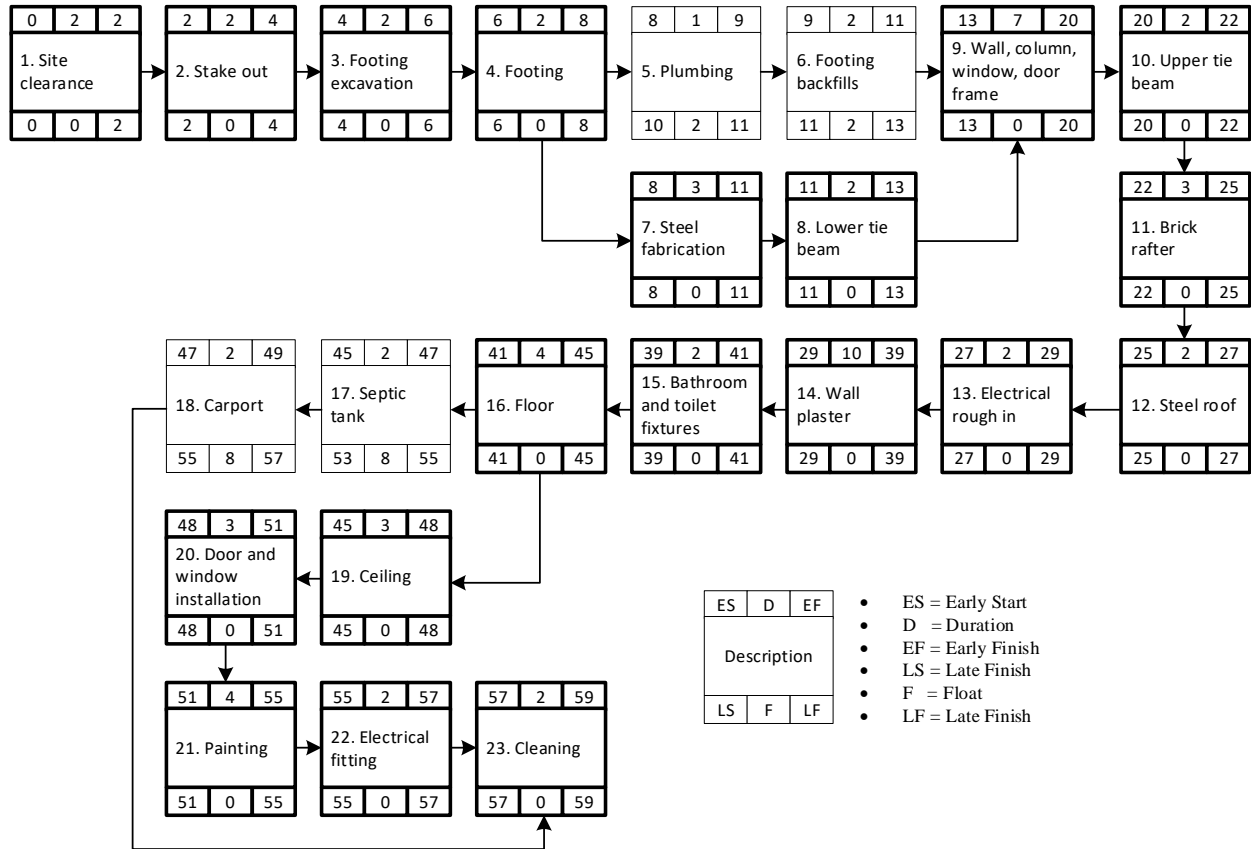 0 2 2
1. Site
clearance
0 0 2
2 2 4
2. Stake out
2 0 4
4 2 6
3. Footing
excavation
4 0 6
6 2 8
4. Footing
6 0 8
8 1 9
5. Plumbing
10 2 11
9 2 11
6. Footing
backfills
11 2 13
13 7 20
9. Wall, column,
window, door
frame
13 0 20
20 2 22
10. Upper tie
beam
20 0 22
8 3 11
7. Steel
fabrication
8 0 11
11 2 13
8. Lower tie
beam
11 0 13
22 3 25
11. Brick
rafter
22 0 25
47 2 49
18. Carport
55 8 57
45 2 47
17. Septic
tank
53 8 55
41 4 45
16. Floor
41 0 45
39 2 41
15. Bathroom
and toilet
fixtures
39 0 41
29 10 39
14. Wall
plaster
29 0 39
27 2 29
13. Electrical
rough in
27 0 29
25 2 27
12. Steel roof
25 0 27
48 3 51
20. Door and
window
installation
48 0 51
45 3 48
19. Ceiling
45 0 48
51 4 55
21. Painting
51 0 55
55 2 57
22. Electrical
fitting
55 0 57
57 2 59
23. Cleaning
57 0 59
ES D EF
Description
LS F LF
• ES = Early Start
• D = Duration
• EF = Early Finish
• LS = Late Finish
• F = Float
• LF = Late Finish